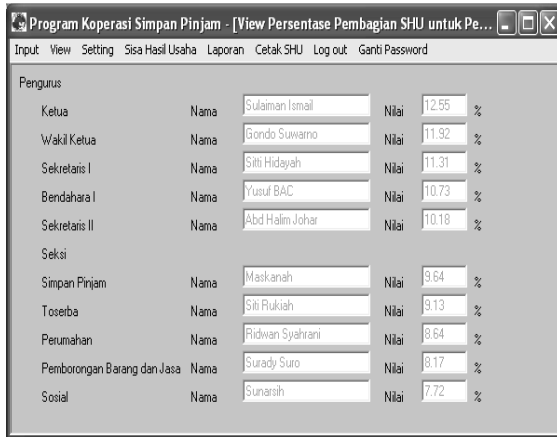 Program Koperasi Simpan Pinjam - [View Persentase Pembagian SHU untuk Pe...
Input View Setting Sisa Hasil Usaha Laporan Cetak SHU Log out Ganti Password
Pengurus
Ketua Nama Sulaiman Ismail Nilai 12.55 %
Wakil Ketua Nama Gondo Suwarno Nilai 11.92 %
Sekretaris I Nama Sitti Hidayah Nilai 11.31 %
Bendahara I Nama Yusuf BAC Nilai 10.73 %
Sekretaris II Nama Abd Halim Johar Nilai 10.18 %
Seksi
Simpan Pinjam Nama Maskanah Nilai 9.64 %
Toserba Nama Siti Rukiah Nilai 9.13 %
Perumahan Nama Ridwan Syahrani Nilai 8.64 %
Pemborongan Barang dan Jasa Nama Surady Suro Nilai 8.17 %
Sosial Nama Sunarsih Nilai 7.72 %